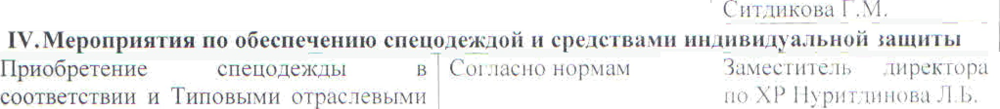 Ситдикова Г.М.
IV.Мероприятия по обеспечению спецодеждой и средствами индивидуальной защиты
Приобретение спецодежды в
соответствии и Типовыми отраслевыми
Согласно нормам
Заместитель директора
по ХР Нуритдинова Л.Б.